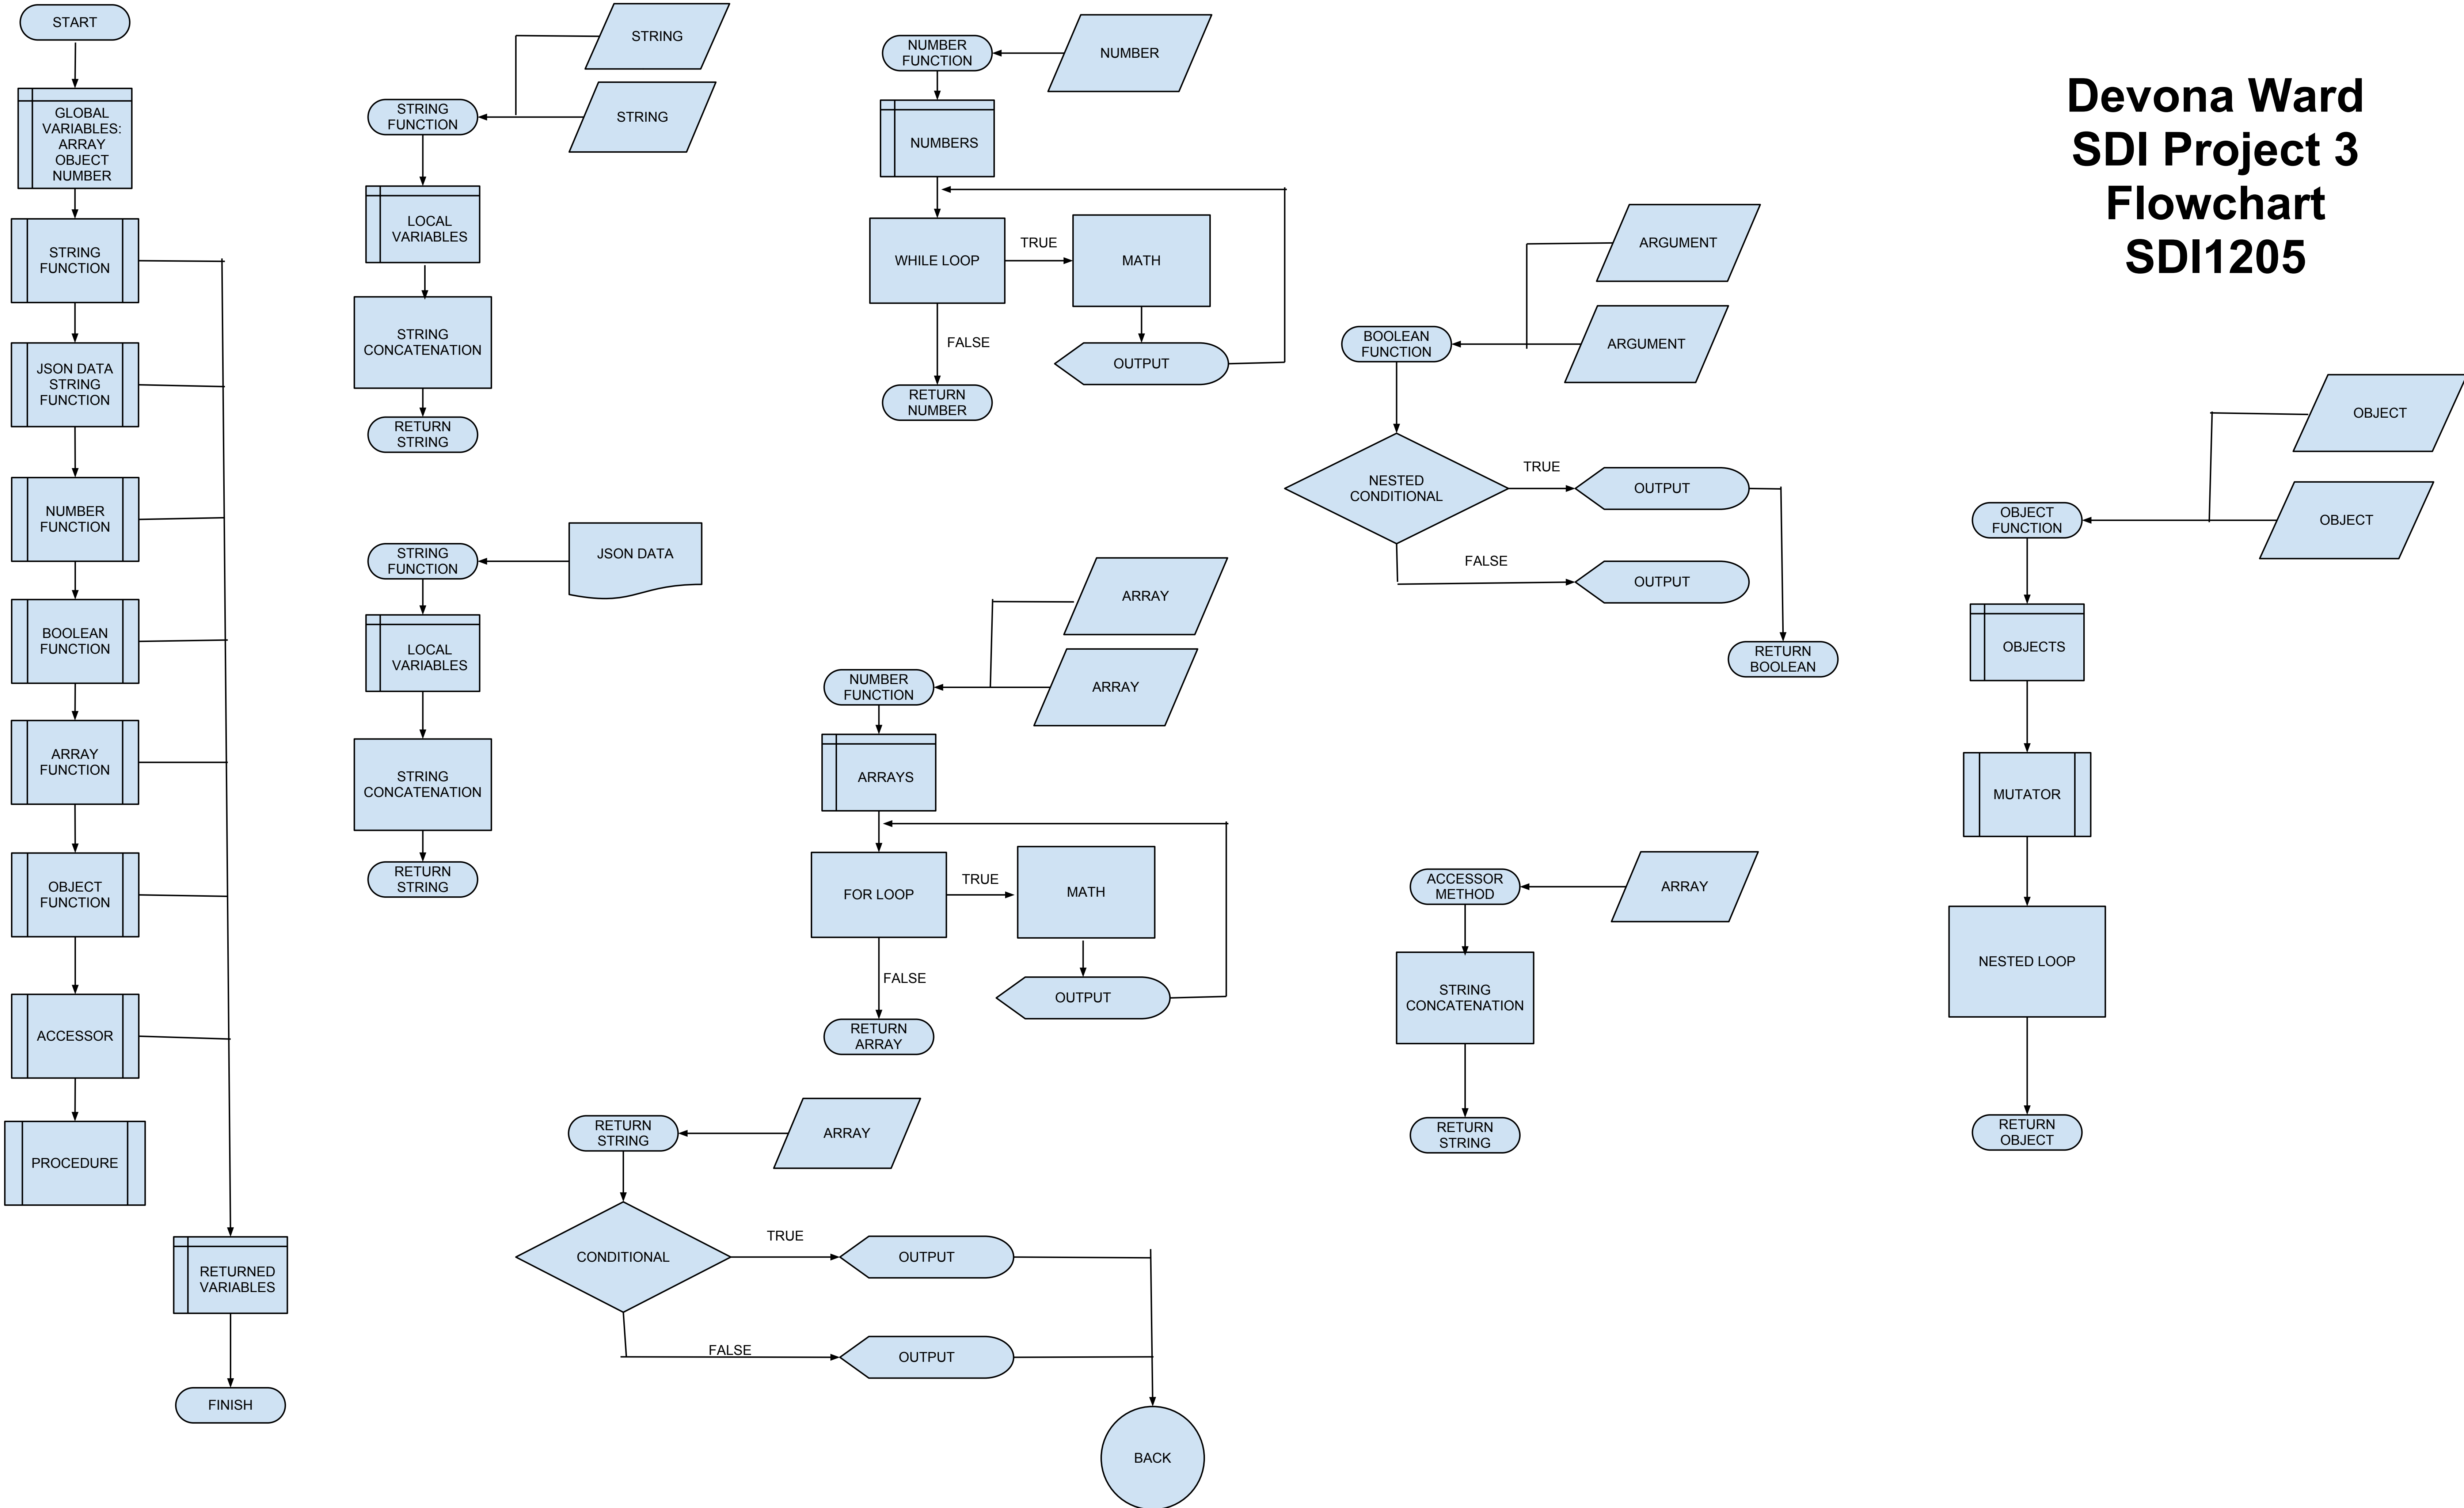 START
GLOBAL
VARIABLES:
ARRAY
OBJECT
NUMBER
STRING
FUNCTION
JSON DATA
STRING
FUNCTION
NUMBER
FUNCTION
BOOLEAN
FUNCTION
ARRAY
FUNCTION
OBJECT
FUNCTION
ACCESSOR
PROCEDURE
RETURNED
VARIABLES
FINISH
STRING
STRING
STRING
FUNCTION
LOCAL
VARIABLES
STRING
CONCATENATION
RETURN
STRING
STRING
FUNCTION
JSON DATA
LOCAL
VARIABLES
STRING
CONCATENATION
RETURN
STRING
NUMBER
FUNCTION
NUMBER
NUMBERS
WHILE LOOP
TRUE
MATH
FALSE
OUTPUT
RETURN
NUMBER
ARRAY
ARRAY
NUMBER
FUNCTION
ARRAYS
FOR LOOP
TRUE
MATH
FALSE
OUTPUT
RETURN
ARRAY
RETURN
STRING
ARRAY
CONDITIONAL
TRUE
OUTPUT
FALSE
OUTPUT
BACK
ARGUMENT
ARGUMENT
BOOLEAN
FUNCTION
NESTED
CONDITIONAL
TRUE
OUTPUT
FALSE
OUTPUT
RETURN
BOOLEAN
ACCESSOR
METHOD
ARRAY
STRING
CONCATENATION
RETURN
STRING
Devona Ward
SDI Project 3
Flowchart
SDI1205
OBJECT
OBJECT
OBJECT
FUNCTION
OBJECTS
MUTATOR
NESTED LOOP
RETURN
OBJECT